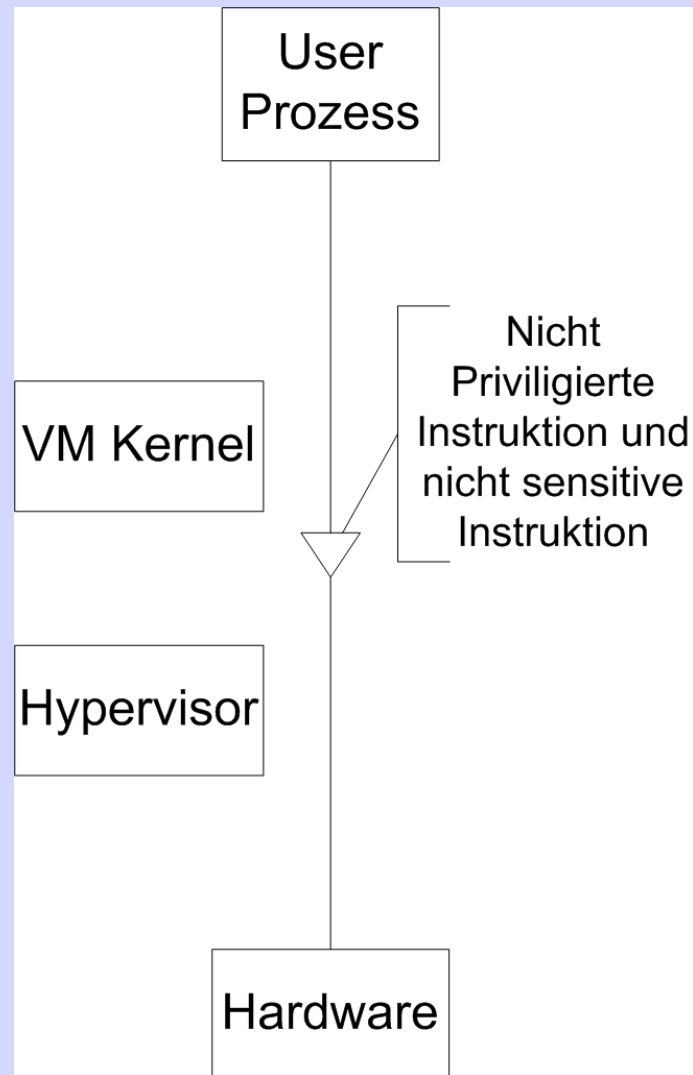 User
Prozess
Nicht
Priviligierte
Instruktion und
nicht sensitive
Instruktion
VM Kernel
Hypervisor
Hardware